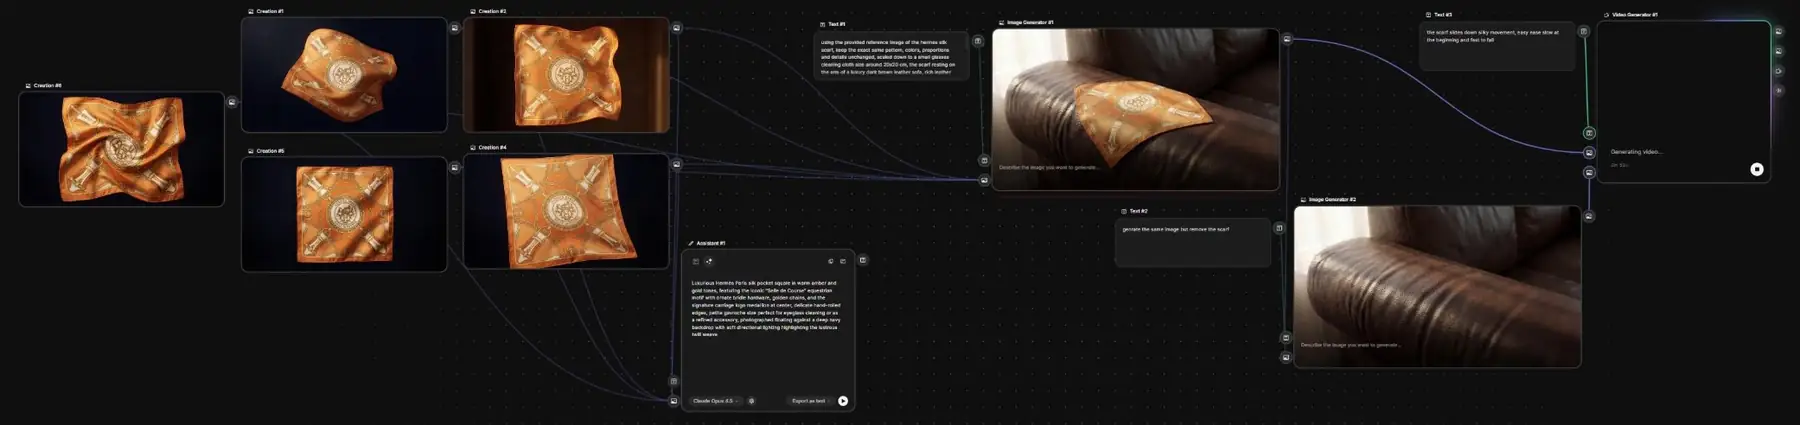 Creation #6
Creation #1
Creation #2
Creation #5
Creation #4
Text #1
using the provided reference image of the hermes silk
scarf, keep the exact same pattern, colors, proportions
and details unchanged, scaled down to a small glasses
cleaning cloth size around 20x20 cm, the scarf resting on
the arm of a luxury dark brown leather sofa, rich leather
Image Generator #1
Describe the image you want to generate...
Assistant #1
Luxurious Hermès Paris silk pocket square in warm amber and
gold tones, featuring the iconic "Selle de Course" equestrian
motif with ornate bridle hardware, golden chains, and the
signature carriage logo medallion at center, delicate hand-rolled
edges, petite gavroche size perfect for eyeglass cleaning or as
a refined accessory, photographed floating against a deep navy
backdrop with soft directional lighting highlighting the lustrous
twill weave
Claude Opus 4.5
Export as text
Text #2
genrate the same image but remove the scarf
Image Generator #2
Describe the image you want to generate...
Text #3
the scarf slides down silky movement, easy ease slow at
the beginning and fast to fall
Video Generator #1
Generating video...